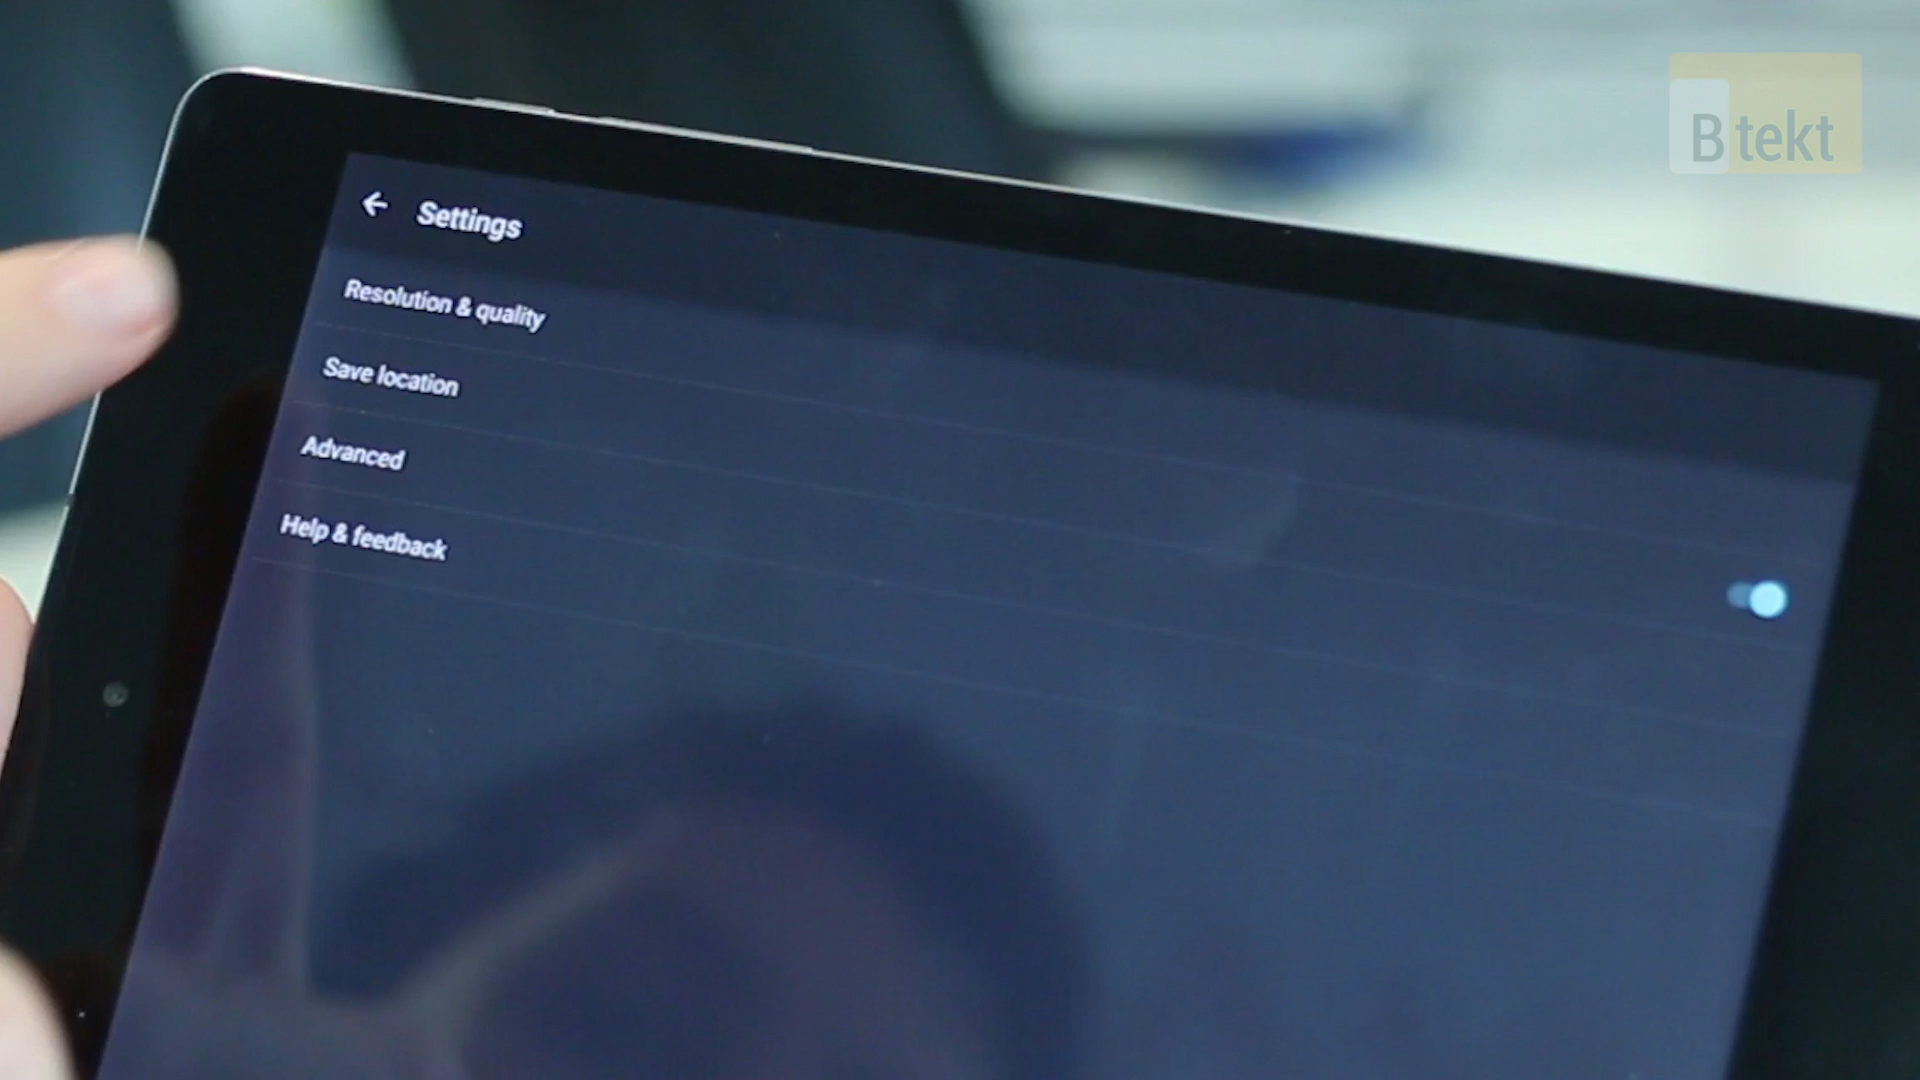 Btekt
Settings
Resolution & quality
Save location
Advanced
Help & feedback